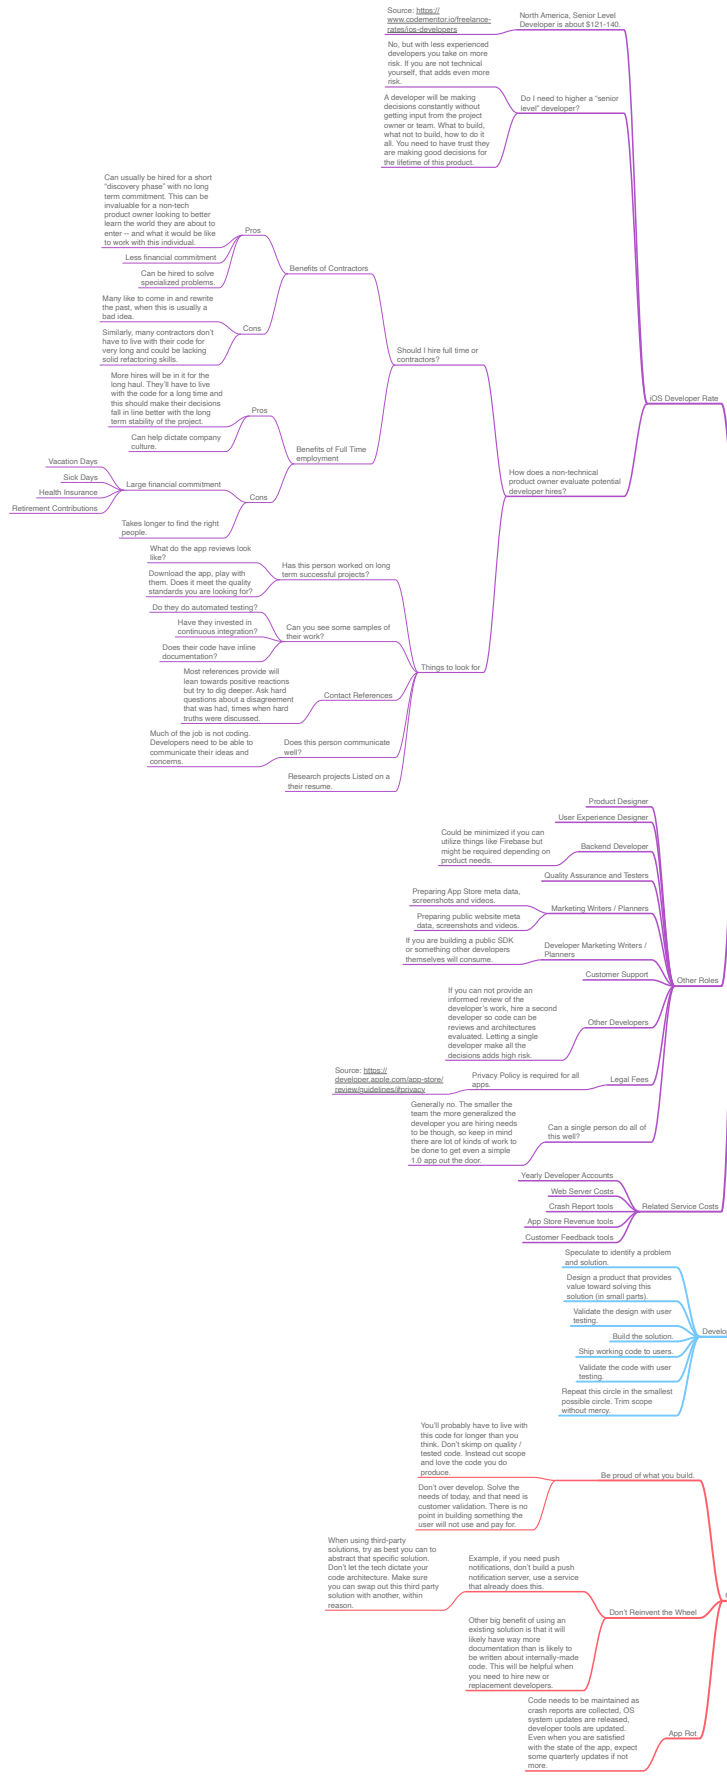 Source: https://
www.codementor.io/freelance-
rates/ios-developers
North America, Senior Level
Developer is about $121-140.
No, but with less experienced
developers you take on more
risk. If you are not technical
yourself, that adds even more
risk.
A developer will be making
decisions constantly without
getting input from the project
owner or team. What to build,
what not to build, how to do it
all. You need to have trust they
are making good decisions for
the lifetime of this product.
Do I need to higher a “senior
level” developer?
Can usually be hired for a short
“discovery phase” with no long
term commitment. This can be
invaluable for a non-tech
product owner looking to better
learn the world they are about to
enter -- and what it would be like
to work with this individual.
Less financial commitment
Can be hired to solve
specialized problems.
Pros
Many like to come in and rewrite
the past, when this is usually a
bad idea.
Similarly, many contractors don’t
have to live with their code for
very long and could be lacking
solid refactoring skills.
Cons
Benefits of Contractors
More hires will be in it for the
long haul. They’ll have to live
with the code for a long time and
this should make their decisions
fall in line better with the long
term stability of the project.
Can help dictate company
culture.
Pros
Vacation Days
Sick Days
Health Insurance
Retirement Contributions
Large financial commitment
Takes longer to find the right
people.
Cons
Benefits of Full Time
employment
Should I hire full time or
contractors?
What do the app reviews look
like?
Download the app, play with
them. Does it meet the quality
standards you are looking for?
Has this person worked on long
term successful projects?
Do they do automated testing?
Have they invested in
continuous integration?
Does their code have inline
documentation?
Can you see some samples of
their work?
Most references provide will
lean towards positive reactions
but try to dig deeper. Ask hard
questions about a disagreement
that was had, times when hard
truths were discussed.
Contact References
Much of the job is not coding.
Developers need to be able to
communicate their ideas and
concerns.
Does this person communicate
well?
Research projects Listed on a
their resume.
Things to look for
How does a non-technical
product owner evaluate potential
developer hires?
iOS Developer Rate
Product Designer
User Experience Designer
Could be minimized if you can
utilize things like Firebase but
might be required depending on
product needs.
Backend Developer
Quality Assurance and Testers
Preparing App Store meta data,
screenshots and videos.
Preparing public website meta
data, screenshots and videos.
Marketing Writers / Planners
If you are building a public SDK
or something other developers
themselves will consume.
Developer Marketing Writers /
Planners
Customer Support
If you can not provide an
informed review of the
developer’s work, hire a second
developer so code can be
reviews and architectures
evaluated. Letting a single
developer make all the
decisions adds high risk.
Other Developers
Source: https://
developer.apple.com/app-store/
review/guidelines/#privacy
Privacy Policy is required for all
apps.
Legal Fees
Generally no. The smaller the
team the more generalized the
developer you are hiring needs
to be though, so keep in mind
there are lot of kinds of work to
be done to get even a simple
1.0 app out the door.
Can a single person do all of
this well?
Other Roles
Yearly Developer Accounts
Web Server Costs
Crash Report tools
App Store Revenue tools
Customer Feedback tools
Related Service Costs
Speculate to identify a problem
and solution.
Design a product that provides
value toward solving this
solution (in small parts).
Validate the design with user
testing.
Build the solution.
Ship working code to users.
Validate the code with user
testing.
Repeat this circle in the smallest
possible circle. Trim scope
without mercy.
Develop
You’ll probably have to live with
this code for longer than you
think. Don’t skimp on quality /
tested code. Instead cut scope
and love the code you do
produce.
Don’t over develop. Solve the
needs of today, and that need is
customer validation. There is no
point in building something the
user will not use and pay for.
Be proud of what you build.
When using third-party
solutions, try as best you can to
abstract that specific solution.
Don’t let the tech dictate your
code architecture. Make sure
you can swap out this third party
solution with another, within
reason.
Example, if you need push
notifications, don’t build a push
notification server, use a service
that already does this.
Other big benefit of using an
existing solution is that it will
likely have way more
documentation than is likely to
be written about internally-made
code. This will be helpful when
you need to hire new or
replacement developers.
Don’t Reinvent the Wheel
Code needs to be maintained as
crash reports are collected, OS
system updates are released,
developer tools are updated.
Even when you are satisfied
with the state of the app, expect
some quarterly updates if not
more.
App Rot